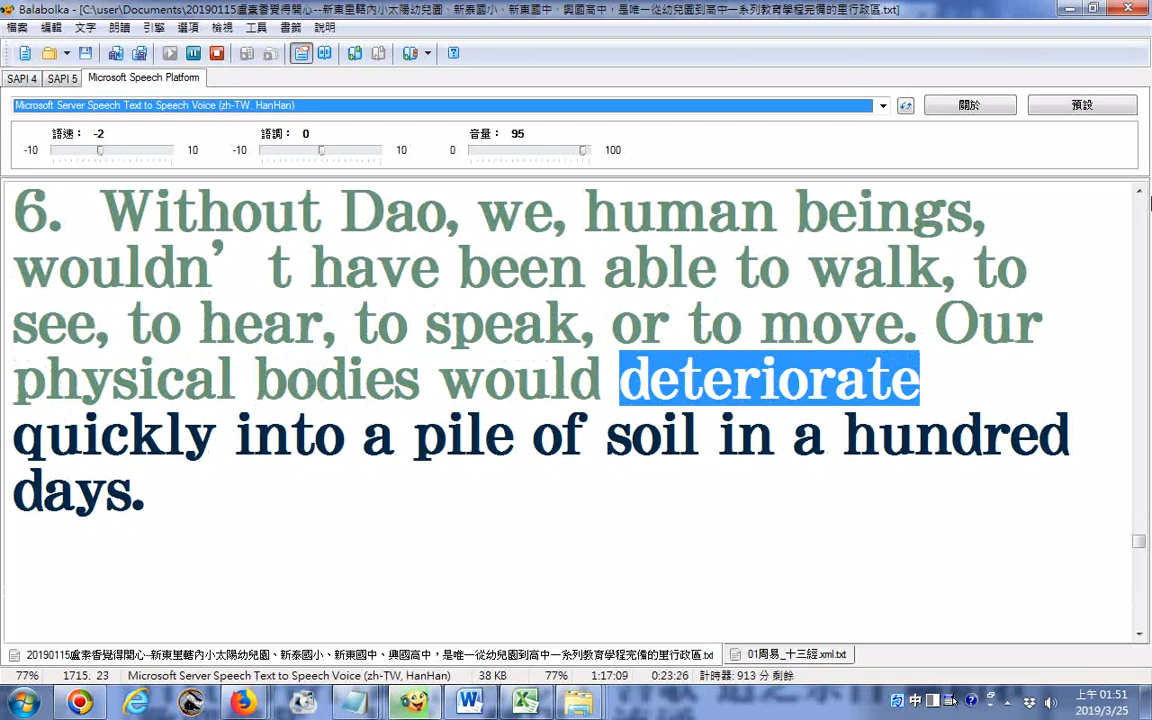 Balabolka - [C:\user\Documents\20190115盧素香覺得開心--新東里轄內小太陽幼兒園、新泰國小、新東國中、興國高中，是唯一從幼兒園到高中一系列教育學程完備的里行政區.txt]
檔案 編輯 文字 朗讀 引擎 選項 檢視 工具 書籤 說明
SAPI 4 SAPI 5 Microsoft Speech Platform
Microsoft Server Speech Text to Speech Voice (zh-TW, HanHan) 關於 預設
語速： -2 語調： 0 音量： 95
-10 10 -10 10 0 100
6. Without Dao, we, human beings,
wouldn’t have been able to walk, to
see, to hear, to speak, or to move. Our
physical bodies would deteriorate
quickly into a pile of soil in a hundred
days.
20190115盧素香覺得開心--新東里轄內小太陽幼兒園、新泰國小、新東國中、興國高中，是唯一從幼兒園到高中一系列教育學程完備的里行政區.txt 01周易_十三經.xml.txt
77% 1715: 23 Microsoft Server Speech Text to Speech Voice (zh-TW, HanHan) 38 KB 77% 1:17:09 0:23:26 計時器: 913 分 剩餘
中 上午 01:51
2019/3/25